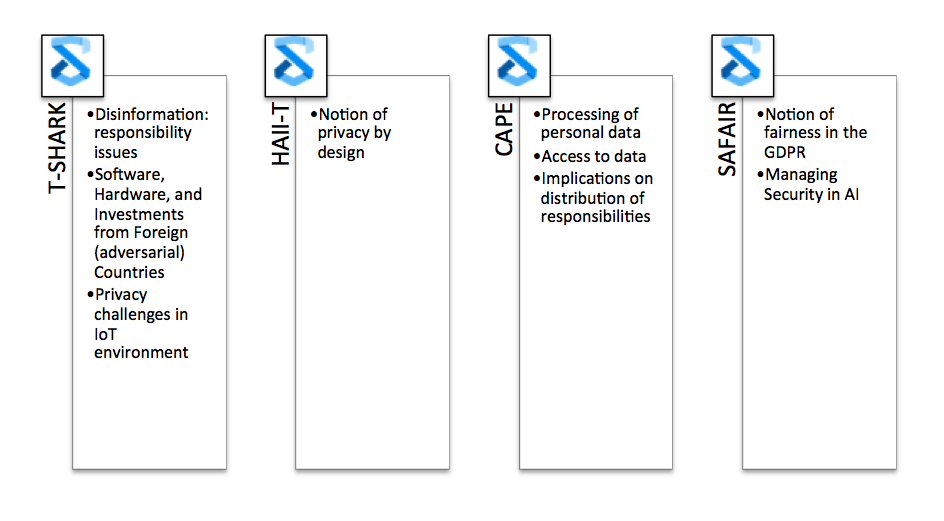 T-SHARK
•Disinformation:
responsibility
issues
•Software,
Hardware, and
Investments
from Foreign
(adversarial)
Countries
•Privacy
challenges in
IoT
environment
HAII-T
•Notion of
privacy by
design
CAPE
•Processing of
personal data
•Access to data
•Implications on
distribution of
responsibilities
SAFAIR
•Notion of
fairness in the
GDPR
•Managing
Security in AI